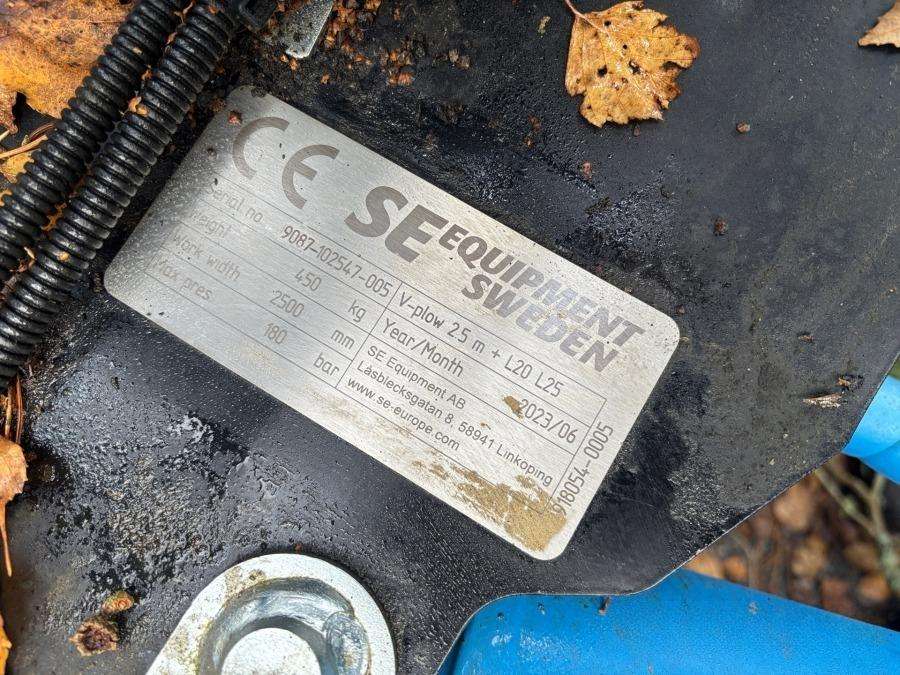 CE
SE EQUIPMENT
SWEDEN
Serial no. 9087-102547-005
Weight 450 kg
work width 2500 mm
Max pres 180 bar
V-plow 2.5 m + L20 L25
Year/Month 2023/06
SE Equipment AB
Låsblecksgatan 8, 58941 Linköping
www.se-europe.com
918054-0005